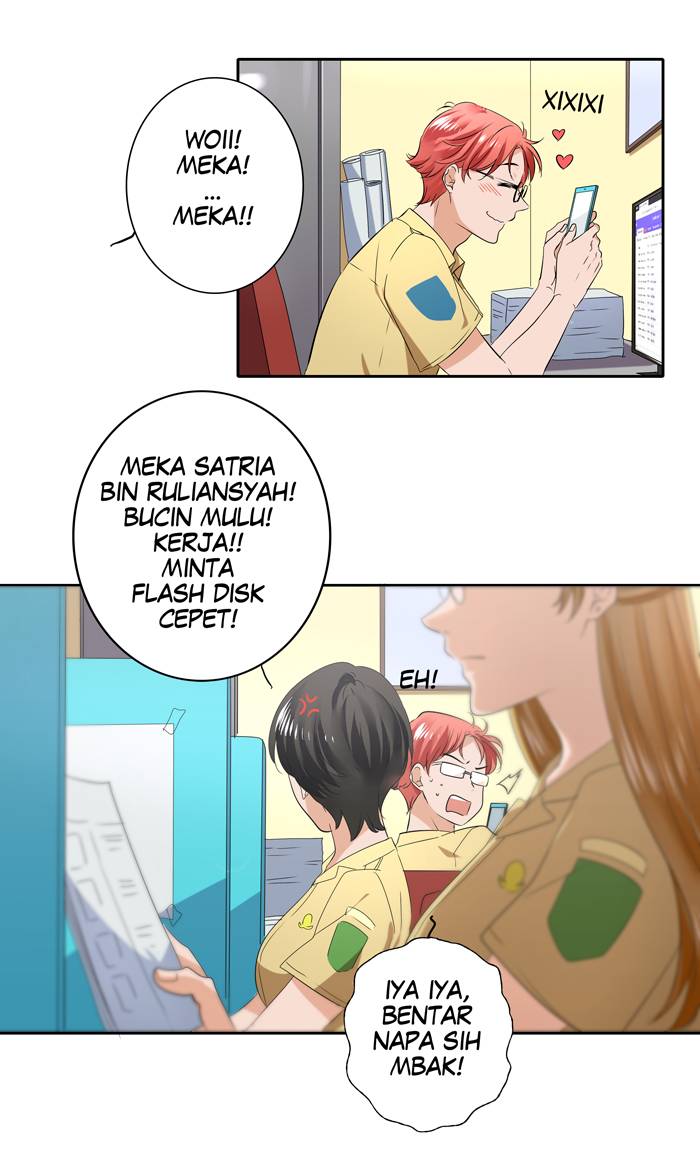 WOII!
MEKA!
...
MEKA!!
XIXIXI
MEKA SATRIA
BIN RULIANSYAH!
BUCIN MULU!
KERJA!!
MINTA
FLASH DISK
CEPET!
EH!
IYA IYA,
BENTAR
NAPA SIH
MBAK!